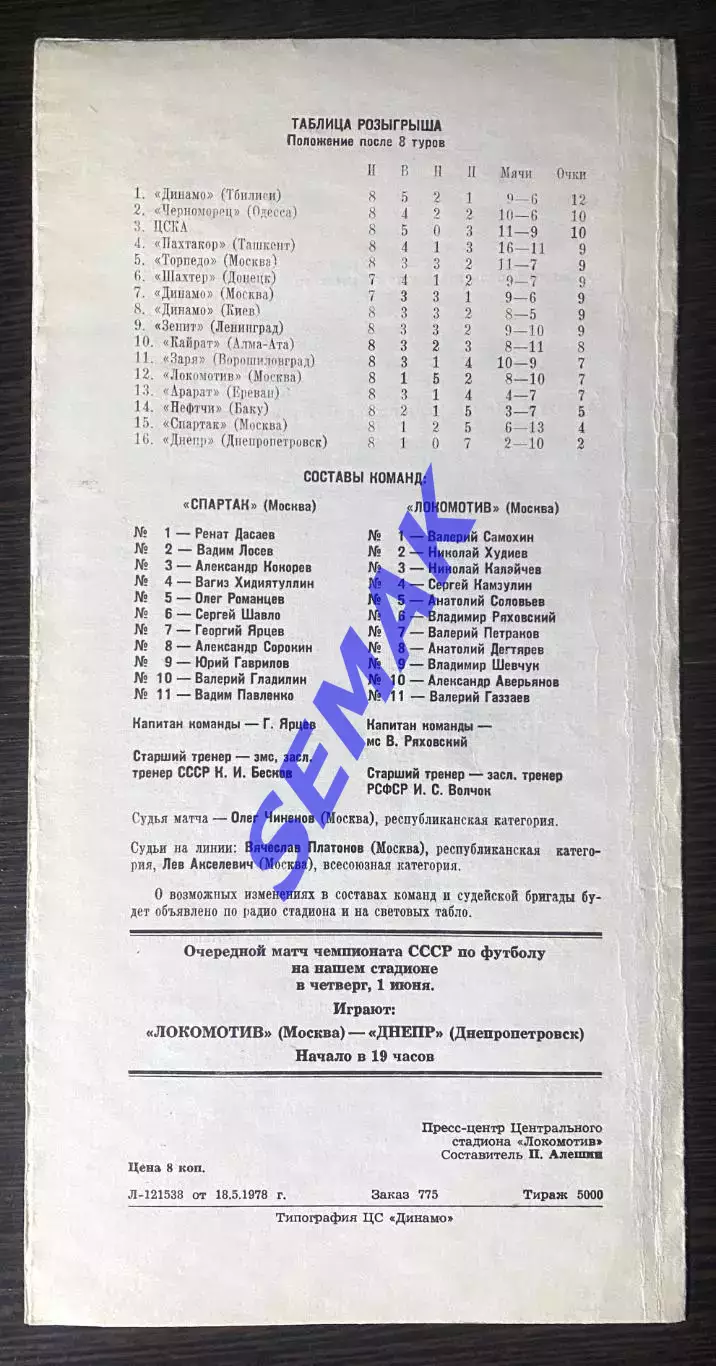 ТАБЛИЦА РОЗЫГРЫША
Положение после 8 туров
И В Н П Мячи Очки
1. «Динамо» (Тбилиси) 8 5 2 1 9—6 12
2. «Черноморец» (Одесса) 8 4 2 2 10—6 10
3. ЦСКА 8 5 0 3 11—9 10
4. «Пахтакор» (Ташкент) 8 4 1 3 16—11 9
5. «Торпедо» (Москва) 8 3 3 2 11—7 9
6. «Шахтер» (Донецк) 7 4 1 2 9—7 9
7. «Динамо» (Москва) 7 3 3 1 9—6 9
8. «Динамо» (Киев) 8 3 3 2 8—5 9
9. «Зенит» (Ленинград) 8 3 3 2 9—10 9
10. «Кайрат» (Алма-Ата) 8 3 2 3 8—11 8
11. «Заря» (Ворошиловград) 8 3 1 4 10—9 7
12. «Локомотив» (Москва) 8 1 5 2 8—10 7
13. «Арарат» (Ереван) 8 3 1 4 4—7 7
14. «Нефтчи» (Баку) 8 2 1 5 3—7 5
15. «Спартак» (Москва) 8 1 2 5 6—13 4
16. «Днепр» (Днепропетровск) 8 1 0 7 2—10 2
СОСТАВЫ КОМАНД:
«СПАРТАК» (Москва)
№ 1 — Ренат Дасаев
№ 2 — Вадим Лосев
№ 3 — Александр Кокорев
№ 4 — Вагиз Хидиятуллин
№ 5 — Олег Романцев
№ 6 — Сергей Шавло
№ 7 — Георгий Ярцев
№ 8 — Александр Сорокин
№ 9 — Юрий Гаврилов
№ 10 — Валерий Гладилин
№ 11 — Вадим Павленко
Капитан команды — Г. Ярцев
Старший тренер — змс, засл.
тренер СССР К. И. Бесков
«ЛОКОМОТИВ» (Москва)
№ 1 — Валерий Самохин
№ 2 — Николай Худиев
№ 3 — Николай Калайчев
№ 4 — Сергей Камзулин
№ 5 — Анатолий Соловьев
№ 6 — Владимир Ряховский
№ 7 — Валерий Петраков
№ 8 — Анатолий Дегтярев
№ 9 — Владимир Шевчук
№ 10 — Александр Аверьянов
№ 11 — Валерий Газзаев
Капитан команды —
мс В. Ряховский
Старший тренер — засл. тренер
РСФСР И. С. Волчок
Судья матча — Олег Чиненов (Москва), республиканская категория.
Судьи на линии: Вячеслав Платонов (Москва), республиканская катего-
рия, Лев Акселевич (Москва), всесоюзная категория.
О возможных изменениях в составах команд и судейской бригады бу-
дет объявлено по радио стадиона и на световых табло.
Очередной матч чемпионата СССР по футболу
на нашем стадионе
в четверг, 1 июня.
Играют:
«ЛОКОМОТИВ» (Москва) — «ДНЕПР» (Днепропетровск)
Начало в 19 часов
Пресс-центр Центрального
стадиона «Локомотив»
Составитель П. Алешин
Цена 8 коп.
Л-121538 от 18.5.1978 г. Заказ 775 Тираж 5000
Типография ЦС «Динамо»
SEMAK